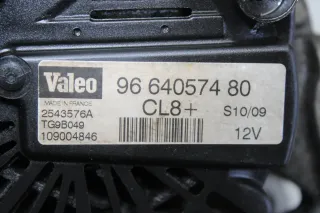 Valeo
96 640574 80
MADE IN FRANCE
CL8+
S10/09
2543576A
TG9B049
12V
109004846